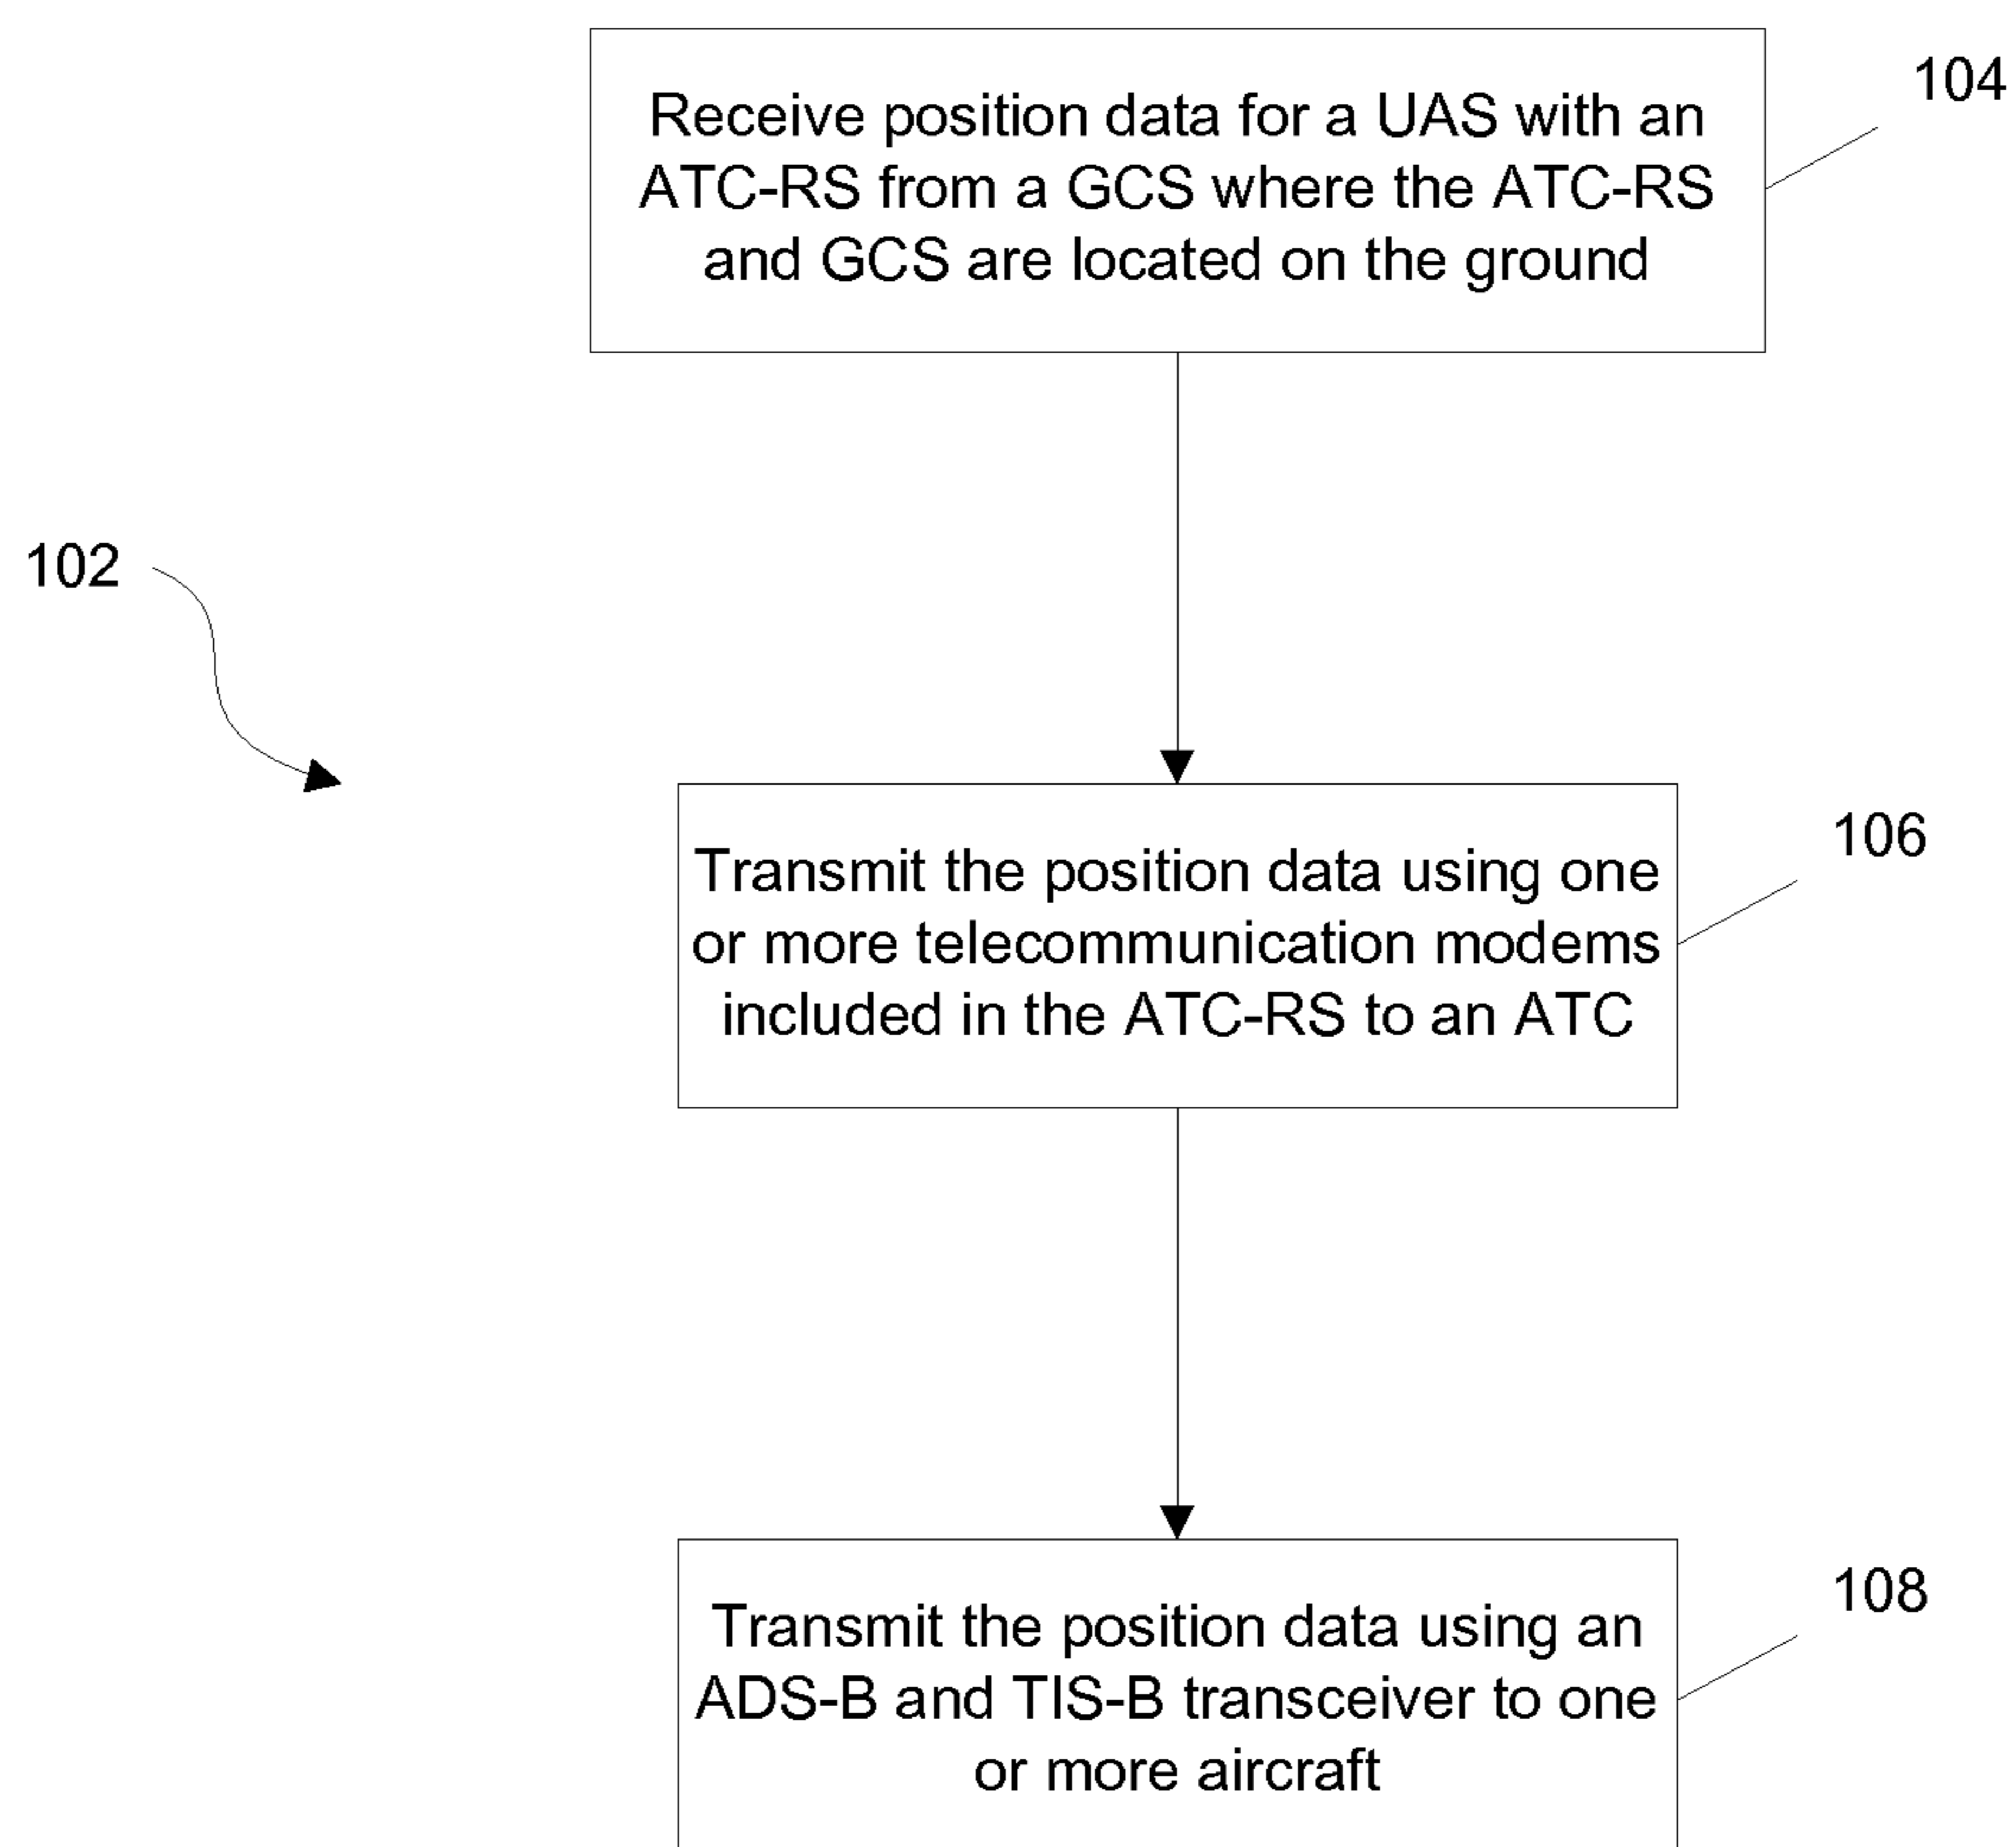 Receive position data for a UAS with an
ATC-RS from a GCS where the ATC-RS
and GCS are located on the ground
104
102
Transmit the position data using one
or more telecommunication modems
included in the ATC-RS to an ATC
106
Transmit the position data using an
ADS-B and TIS-B transceiver to one
or more aircraft
108